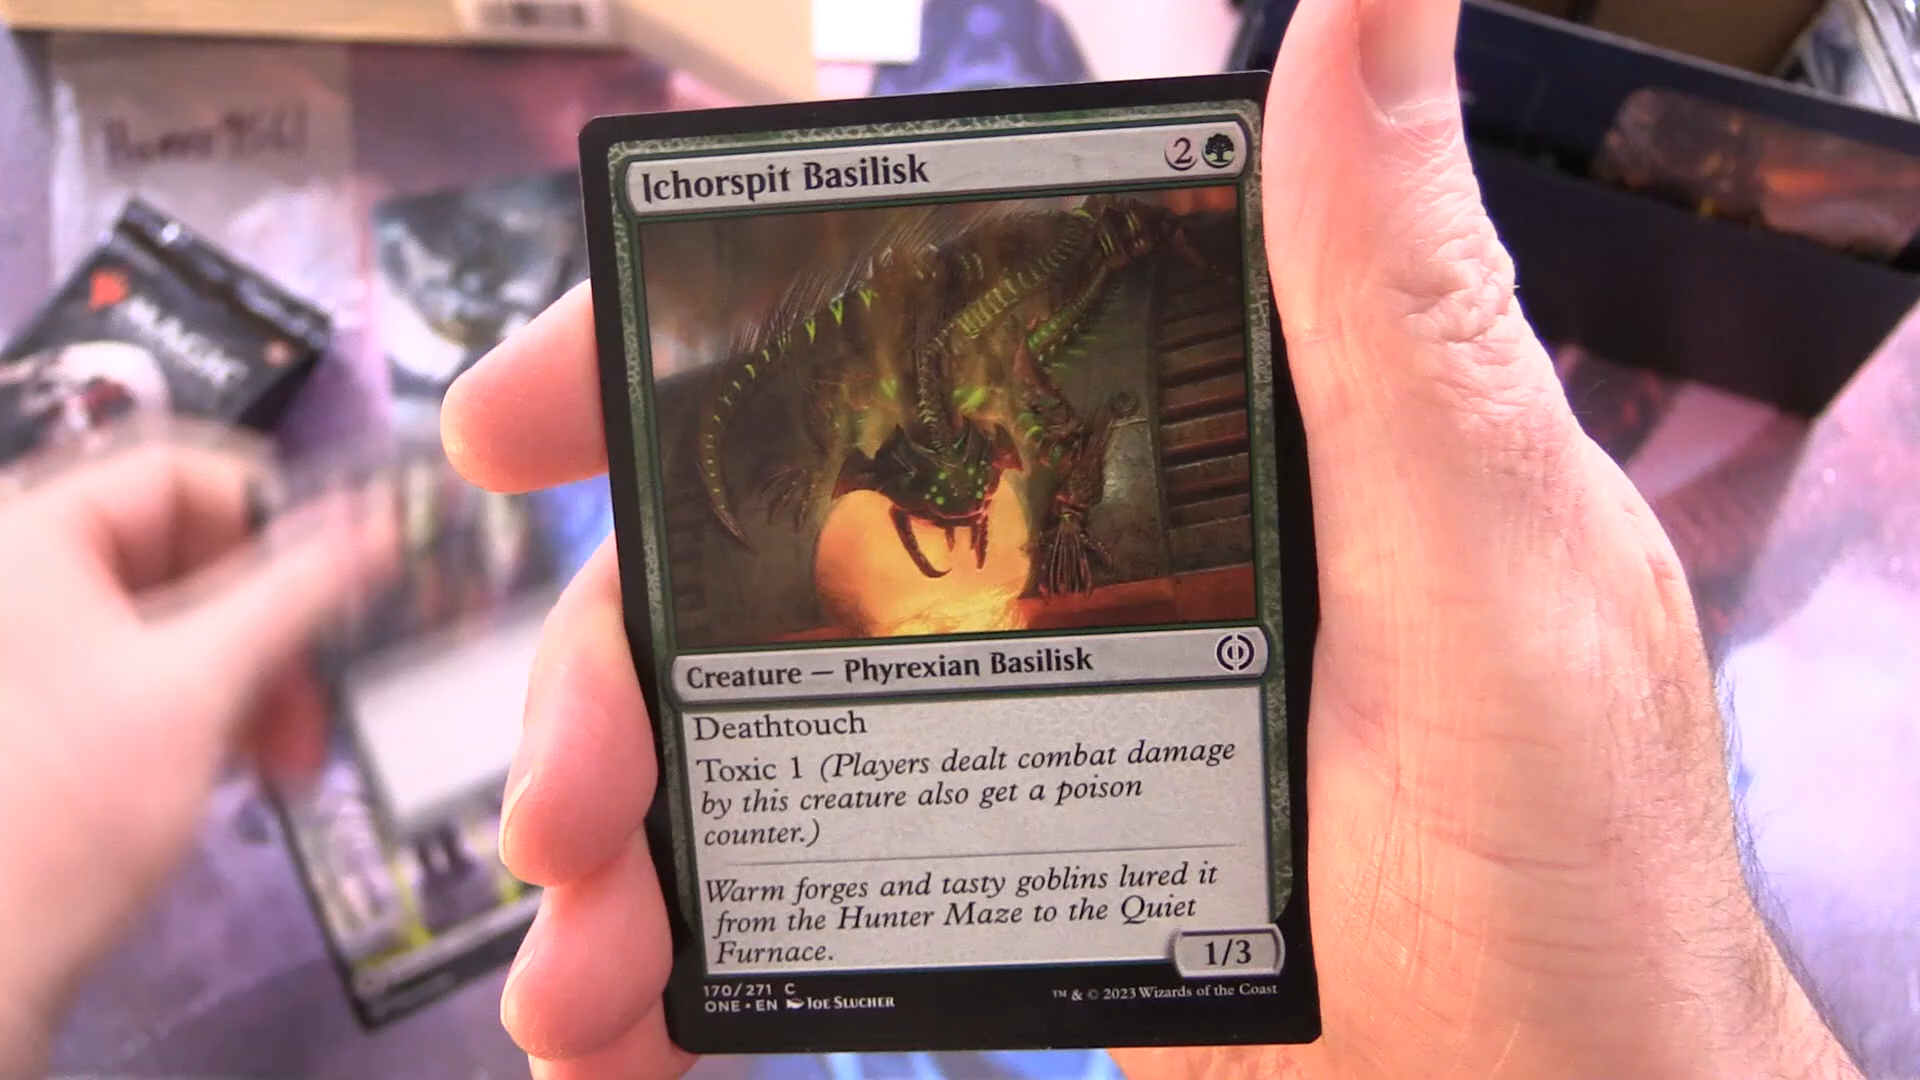 Ichorspit Basilisk 2
Creature — Phyrexian Basilisk
Deathtouch
Toxic 1 (Players dealt combat damage
by this creature also get a poison
counter.)
Warm forges and tasty goblins lured it
from the Hunter Maze to the Quiet
Furnace.
1/3
170/271 C
ONE • EN Joe Slucher
™ & © 2023 Wizards of the Coast
MAGIC